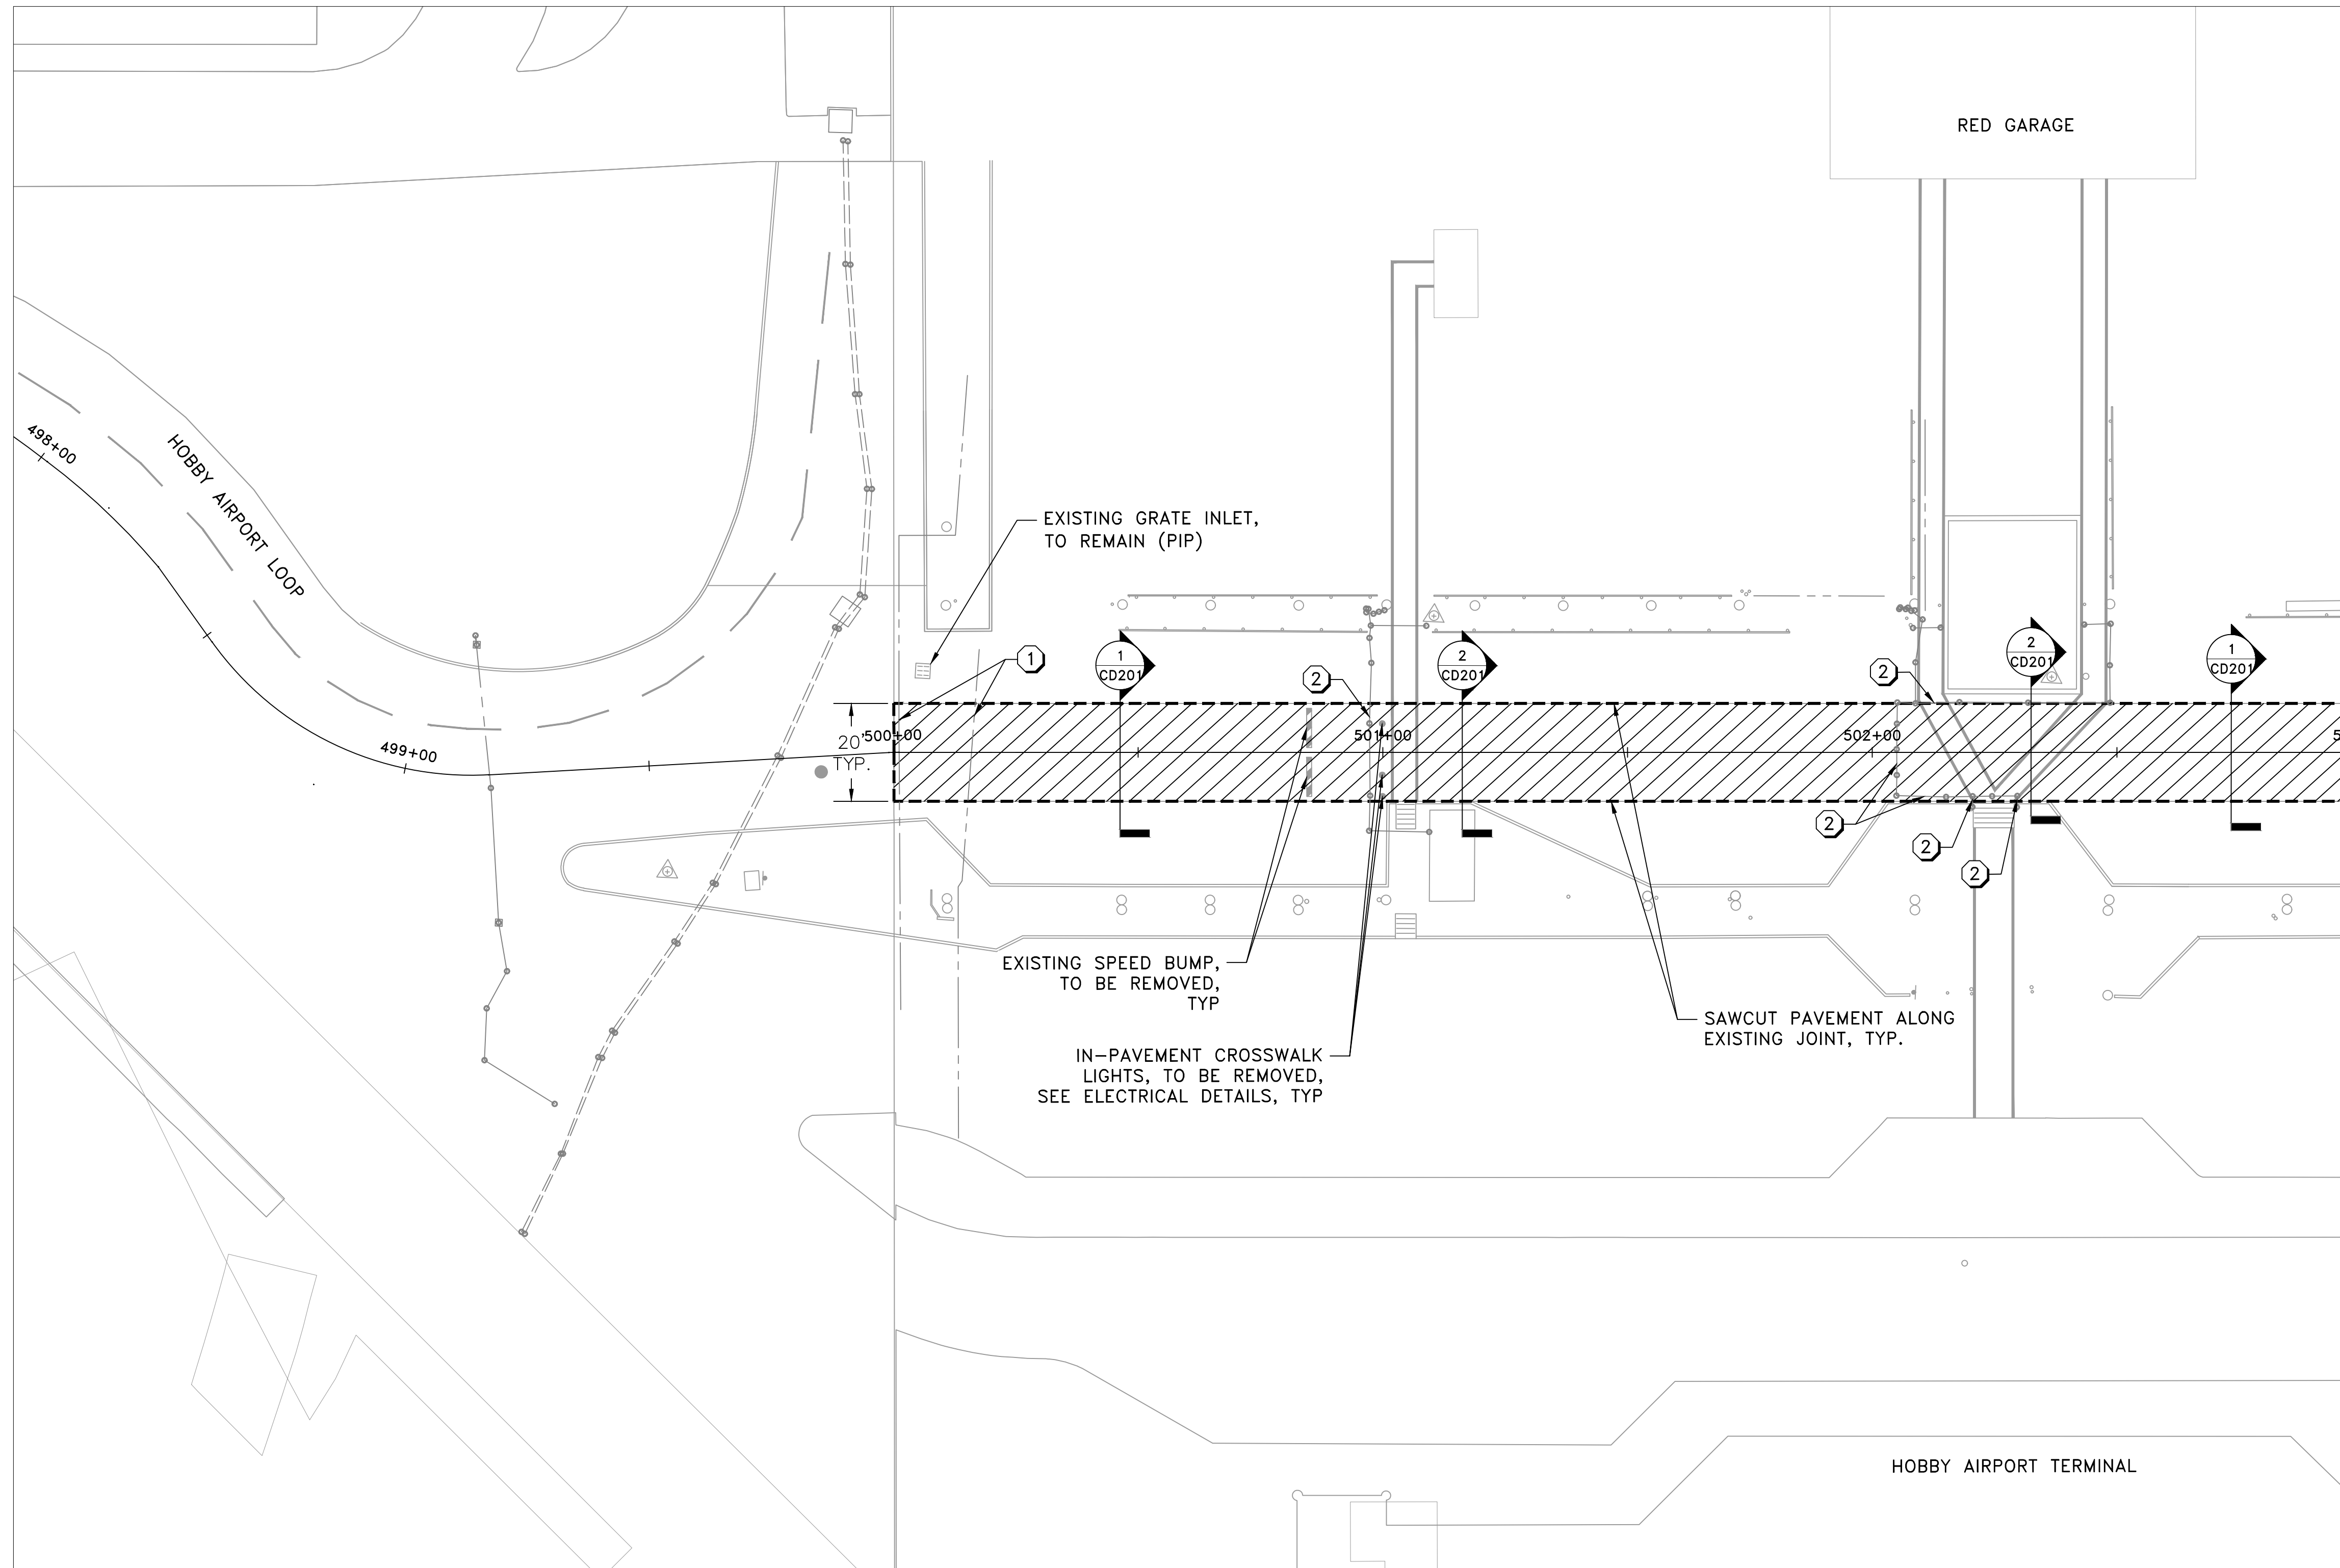 RED GARAGE
498+00
HOBBY AIRPORT LOOP
EXISTING GRATE INLET,
TO REMAIN (PIP)
1
1
CD201
2
2
CD201
2
2
CD201
1
CD201
499+00
20'
TYP.
500+00
501+00
502+00
5
2
2
2
EXISTING SPEED BUMP,
TO BE REMOVED,
TYP
IN-PAVEMENT CROSSWALK
LIGHTS, TO BE REMOVED,
SEE ELECTRICAL DETAILS, TYP
SAWCUT PAVEMENT ALONG
EXISTING JOINT, TYP.
HOBBY AIRPORT TERMINAL